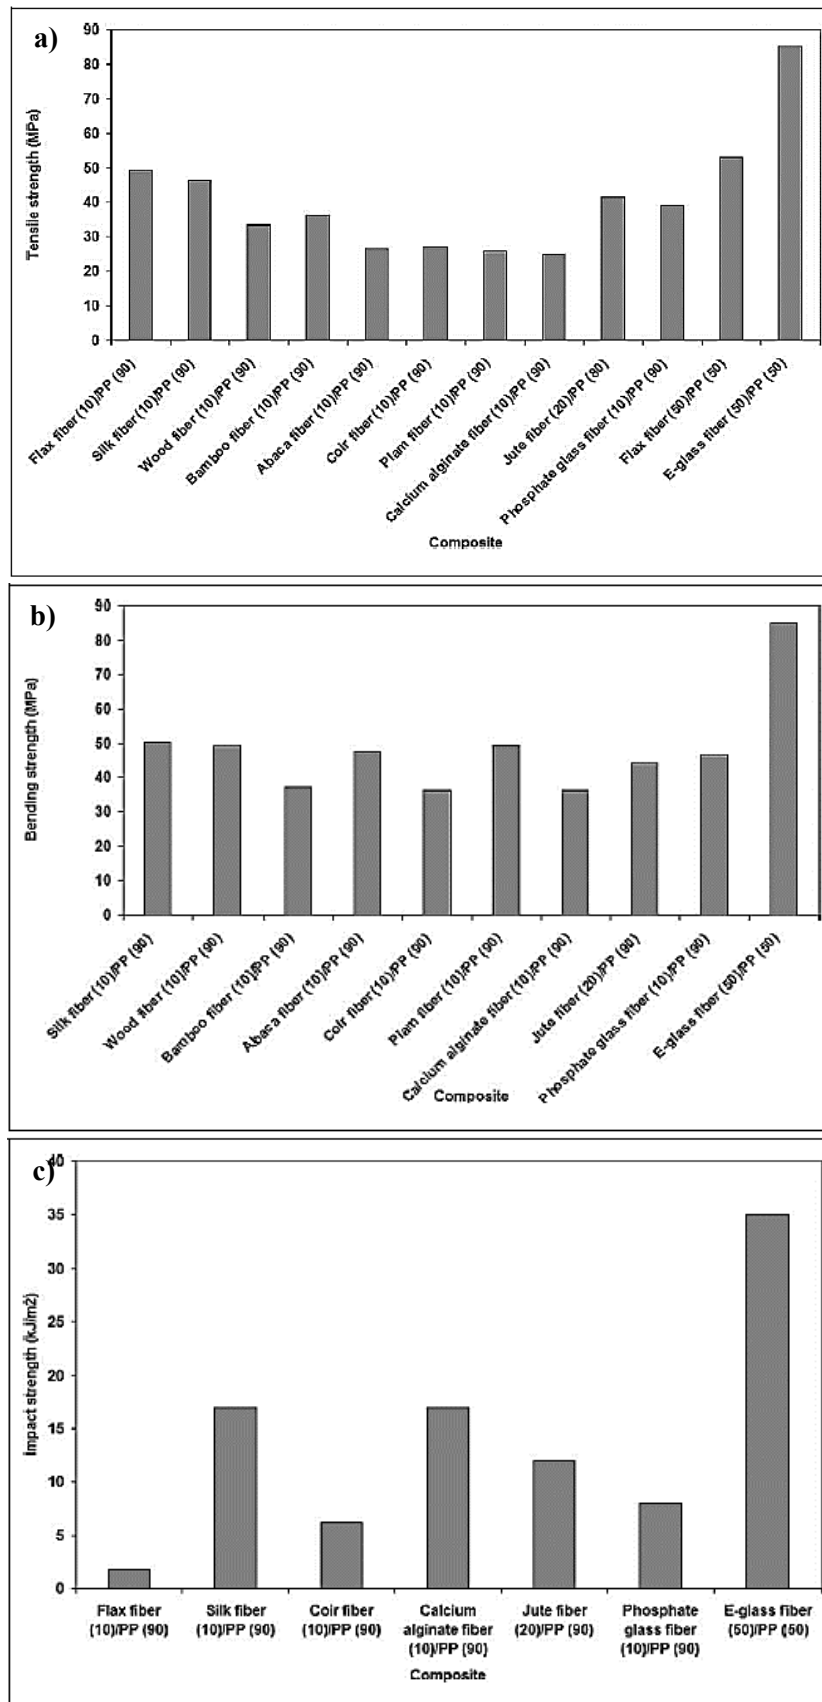 a)
90
80
70
60
50
40
30
20
10
0
Tensile strength (MPa)
Flax fiber (10)/PP (90)
Silk fiber (10)/PP (90)
Wood fiber (10)/PP (90)
Bamboo fiber (10)/PP (90)
Abaca fiber (10)/PP (90)
Coir fiber (10)/PP (90)
Plam fiber (10)/PP (90)
Calcium alginate fiber (10)/PP (90)
Jute fiber (20)/PP (90)
Phosphate glass fiber (10)/PP (90)
Flax fiber (50)/PP (50)
E-glass fiber (50)/PP (50)
Composite
b)
90
80
70
60
50
40
30
20
10
0
Bending strength (MPa)
Silk fiber (10)/PP (90)
Wood fiber (10)/PP (90)
Bamboo fiber (10)/PP (90)
Abaca fiber (10)/PP (90)
Coir fiber (10)/PP (90)
Plam fiber (10)/PP (90)
Calcium alginate fiber (10)/PP (90)
Jute fiber (20)/PP (90)
Phosphate glass fiber (10)/PP (90)
E-glass fiber (50)/PP (50)
Composite
c)
40
35
30
25
20
15
10
5
0
Impact strength (kJ/m2)
Flax fiber
(10)/PP (90)
Silk fiber
(10)/PP (90)
Coir fiber
(10)/PP (90)
Calcium
alginate fiber
(10)/PP (90)
Jute fiber
(20)/PP (90)
Phosphate
glass fiber
(10)/PP (90)
E-glass fiber
(50)/PP (50)
Composite